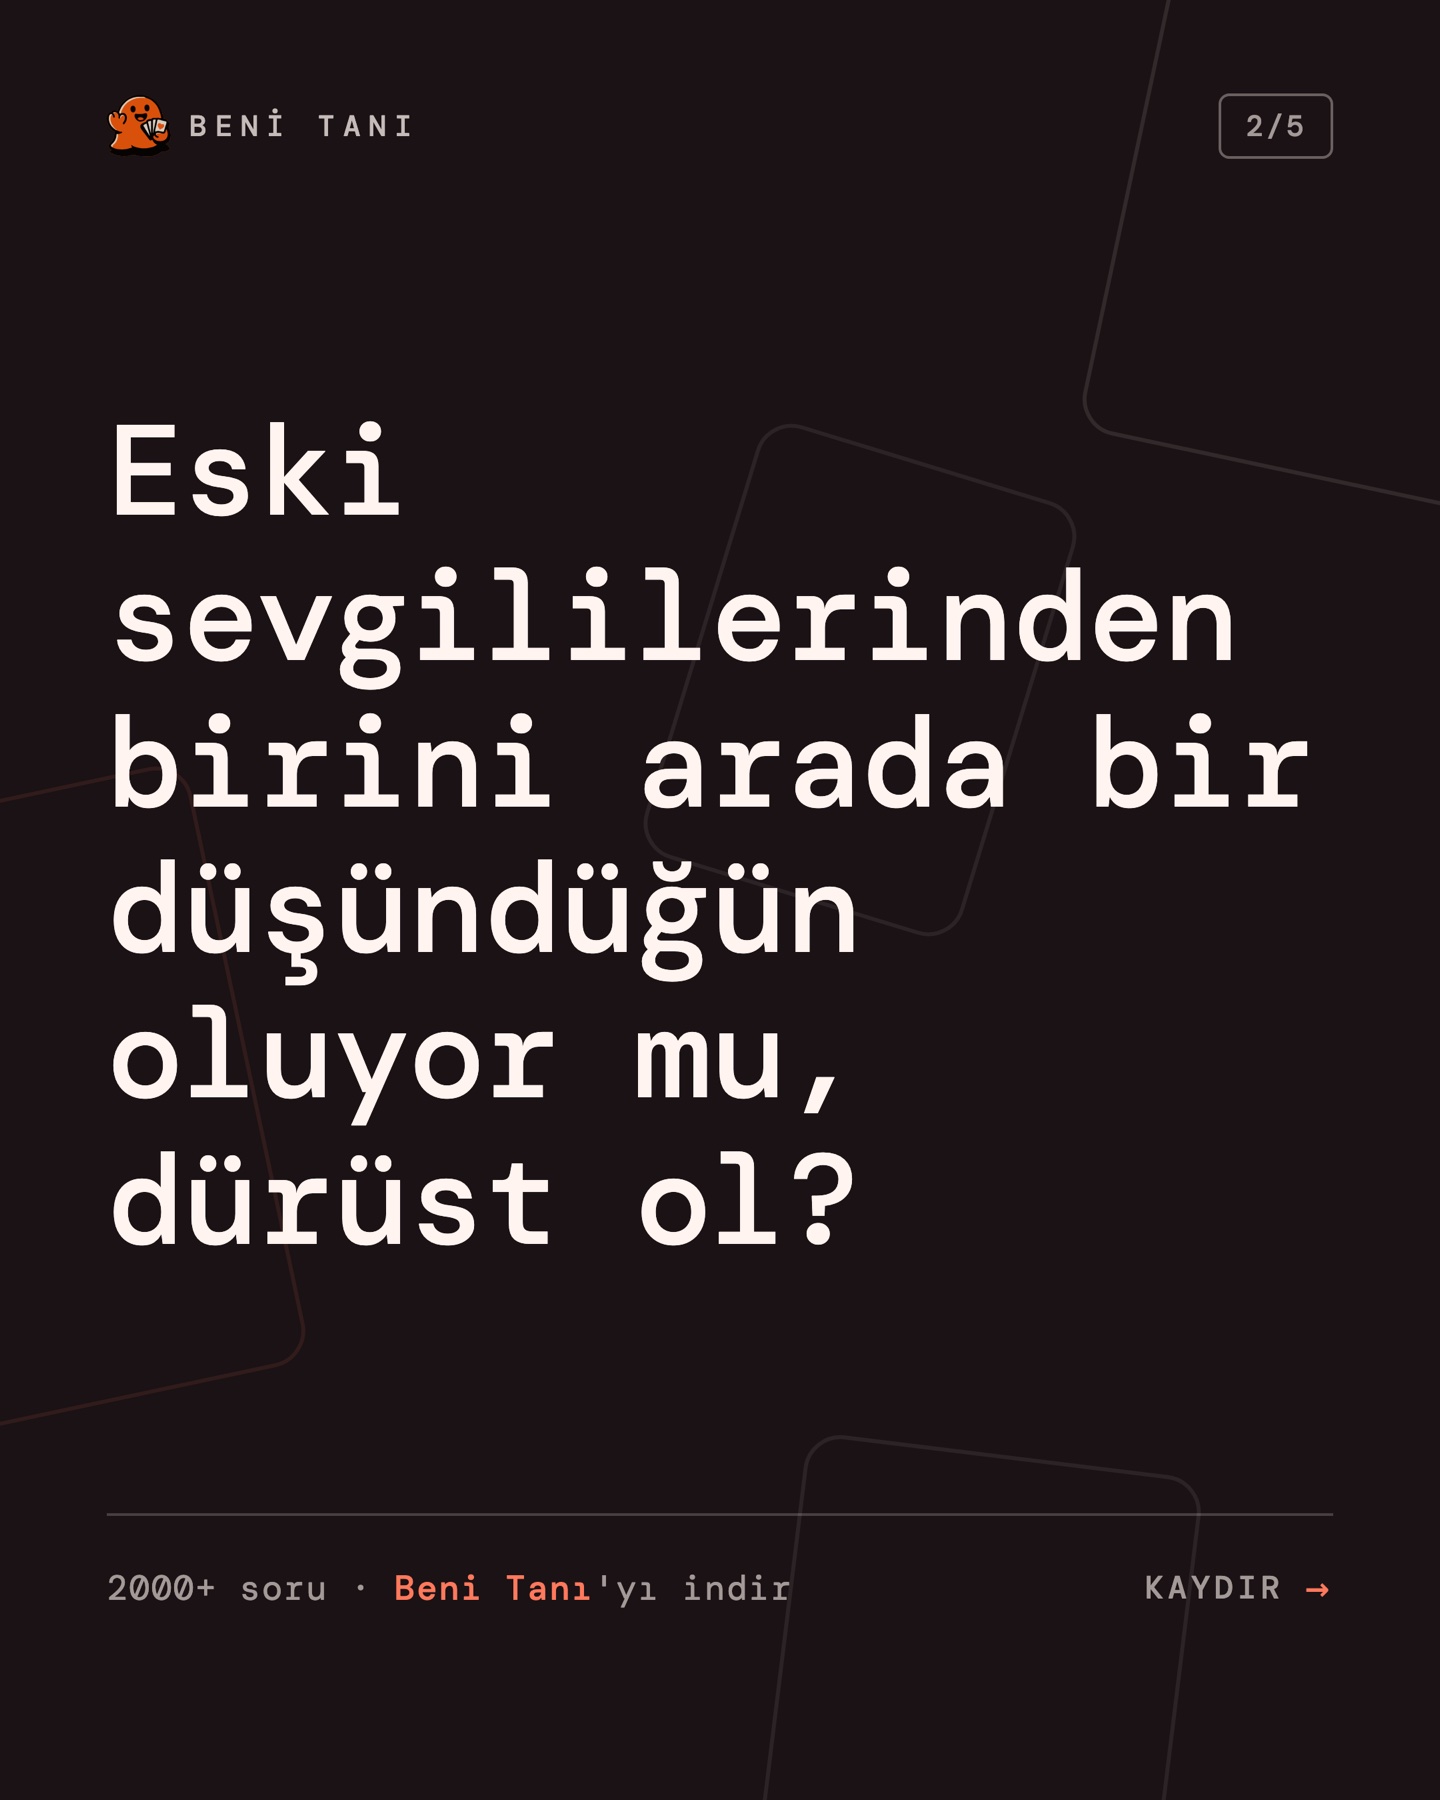 BENİ TANI
2/5
Eski
sevgililerinden
birini arada bir
düşündüğün
oluyor mu,
dürüst ol?
2000+ soru · Beni Tanı'yı indir
KAYDIR →